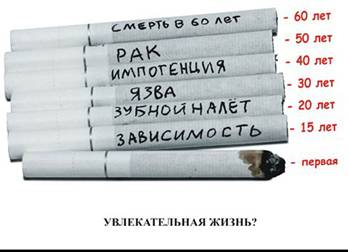 СМЕРТЬ В 60 ЛЕТ - 60 лет
РАК - 50 лет
ИМПОТЕНЦИЯ - 40 лет
ЯЗВА - 30 лет
ЗУБНОЙ НАЛЁТ - 20 лет
ЗАВИСИМОСТЬ - 15 лет
- первая
УВЛЕКАТЕЛЬНАЯ ЖИЗНЬ?